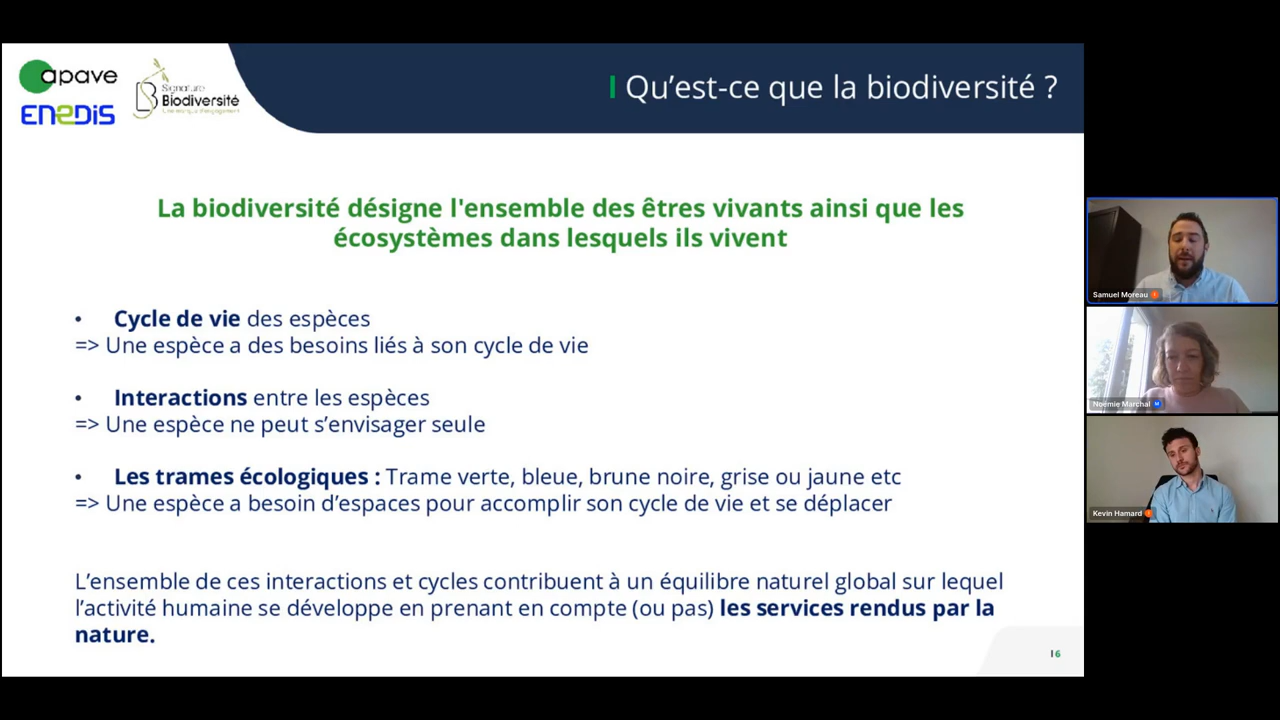 apave
Signature
Biodiversité
ENEDIS
Qu’est-ce que la biodiversité ?
La biodiversité désigne l'ensemble des êtres vivants ainsi que les
écosystèmes dans lesquels ils vivent
• Cycle de vie des espèces
=> Une espèce a des besoins liés à son cycle de vie
• Interactions entre les espèces
=> Une espèce ne peut s’envisager seule
• Les trames écologiques : Trame verte, bleue, brune noire, grise ou jaune etc
=> Une espèce a besoin d’espaces pour accomplir son cycle de vie et se déplacer
L’ensemble de ces interactions et cycles contribuent à un équilibre naturel global sur lequel
l’activité humaine se développe en prenant en compte (ou pas) les services rendus par la
nature.
I 6
Samuel Moreau
Noémie Marchal M
Kevin Hamard